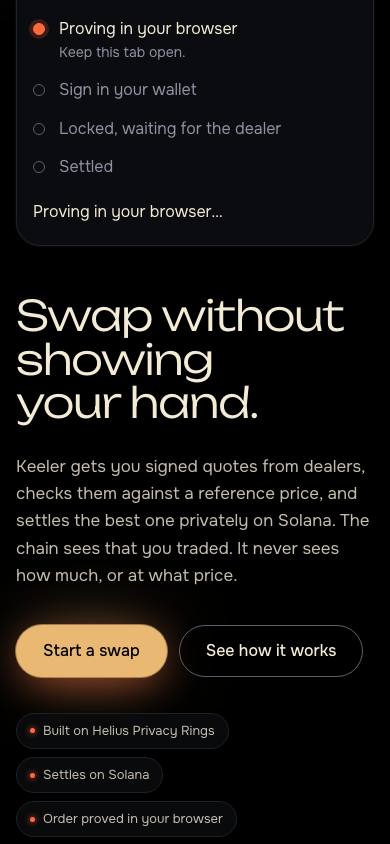 Proving in your browser
Keep this tab open.
Sign in your wallet
Locked, waiting for the dealer
Settled
Proving in your browser...
Swap without
showing
your hand.
Keeler gets you signed quotes from dealers,
checks them against a reference price, and
settles the best one privately on Solana. The
chain sees that you traded. It never sees
how much, or at what price.
Start a swap
See how it works
Built on Helius Privacy Rings
Settles on Solana
Order proved in your browser